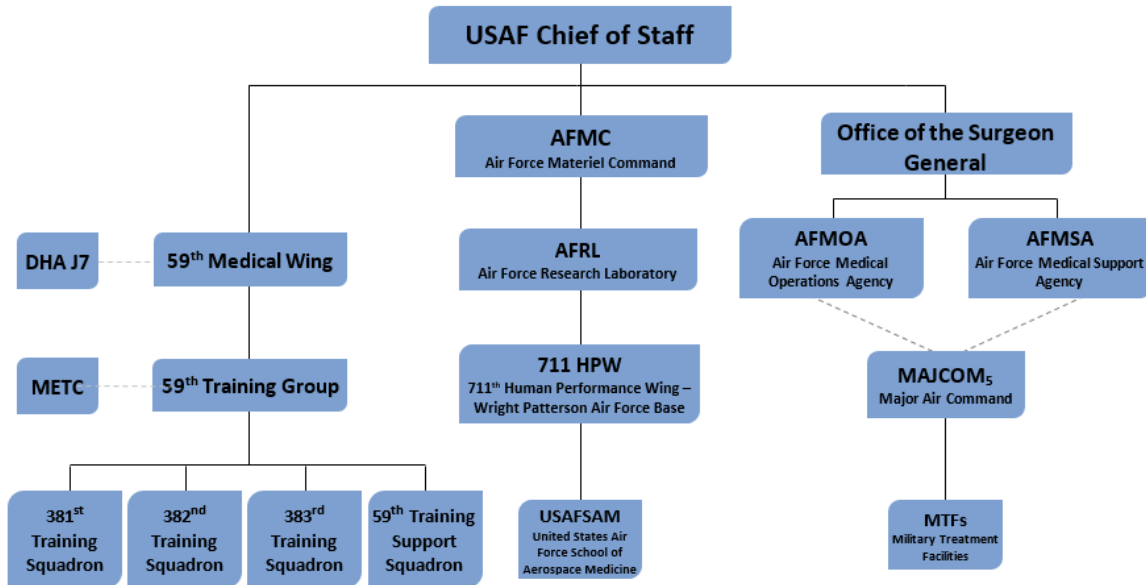 USAF Chief of Staff
AFMC
Air Force Materiel Command
Office of the Surgeon
General
DHA J7
59th Medical Wing
AFRL
Air Force Research Laboratory
AFMOA
Air Force Medical
Operations Agency
AFMSA
Air Force Medical Support
Agency
METC
59th Training Group
711 HPW
711th Human Performance Wing –
Wright Patterson Air Force Base
MAJCOM5
Major Air Command
381st
Training
Squadron
382nd
Training
Squadron
383rd
Training
Squadron
59th Training
Support
Squadron
USAFSAM
United States Air
Force School of
Aerospace Medicine
MTFs
Military Treatment
Facilities